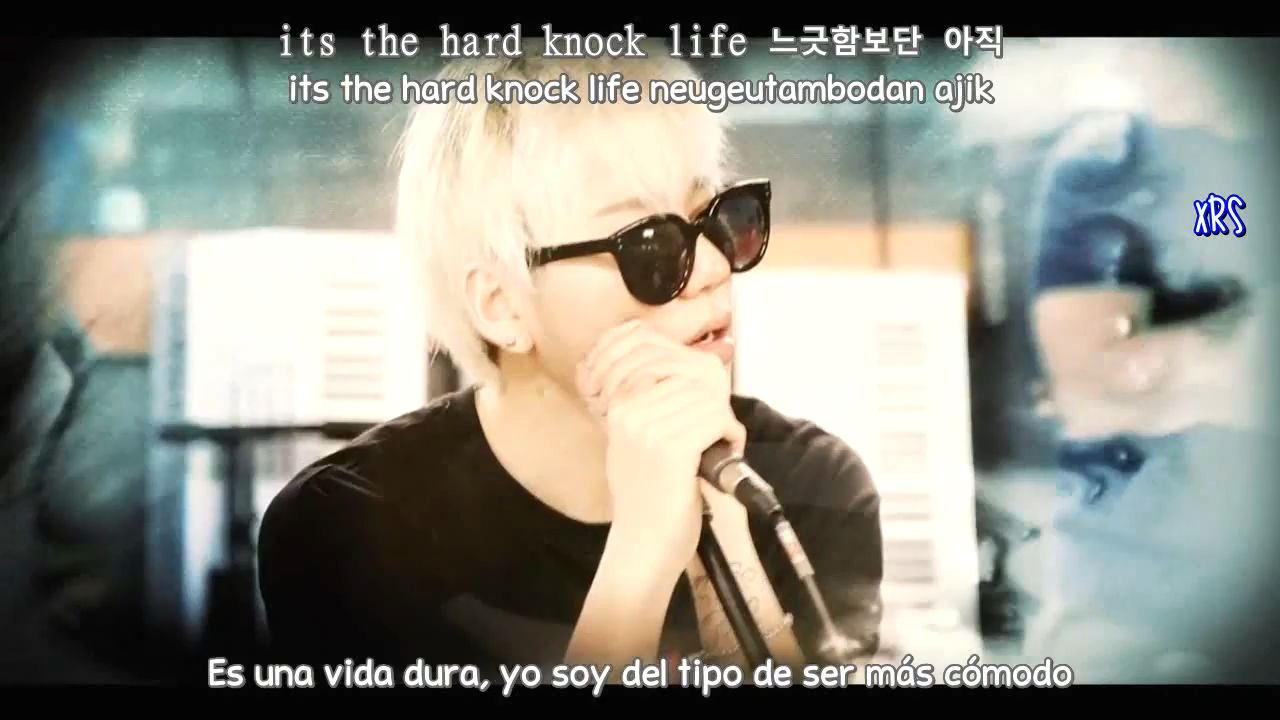 its the hard knock life 느긋함보단 아직
its the hard knock life neugeutambodan ajik
XRS
Es una vida dura, yo soy del tipo de ser más cómodo